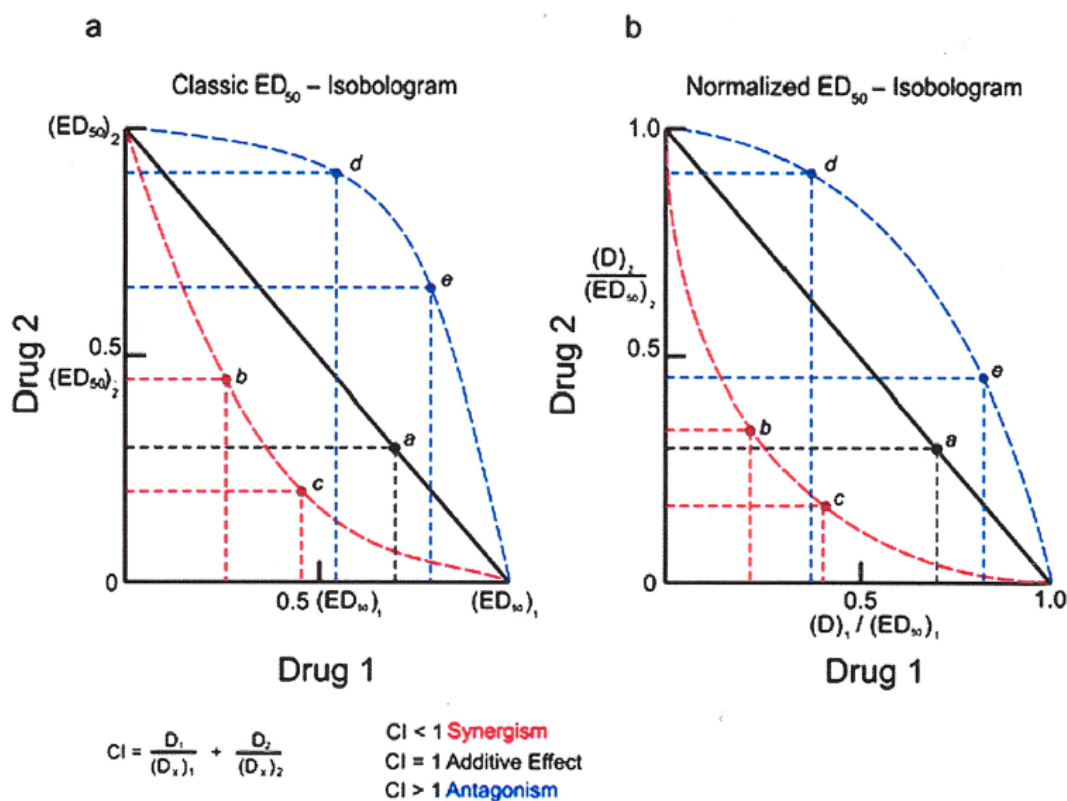 a
Classic ED₅₀ – Isobologram
(ED₅₀)₂
d
e
0.5
(ED₅₀)₂
b
a
c
0
0.5 (ED₅₀)₁
(ED₅₀)₁
Drug 2
Drug 1
b
Normalized ED₅₀ – Isobologram
1.0
d
(D)₂
(ED₅₀)₂
0.5
e
b
a
c
0
0.5
1.0
(D)₁ / (ED₅₀)₁
Drug 2
Drug 1
CI = D₁ / (Dₓ)₁ + D₂ / (Dₓ)₂
CI < 1 Synergism
CI = 1 Additive Effect
CI > 1 Antagonism